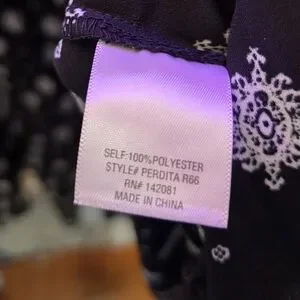 SELF:100%POLYESTER
STYLE# PERDITA R66
RN# 142081
MADE IN CHINA